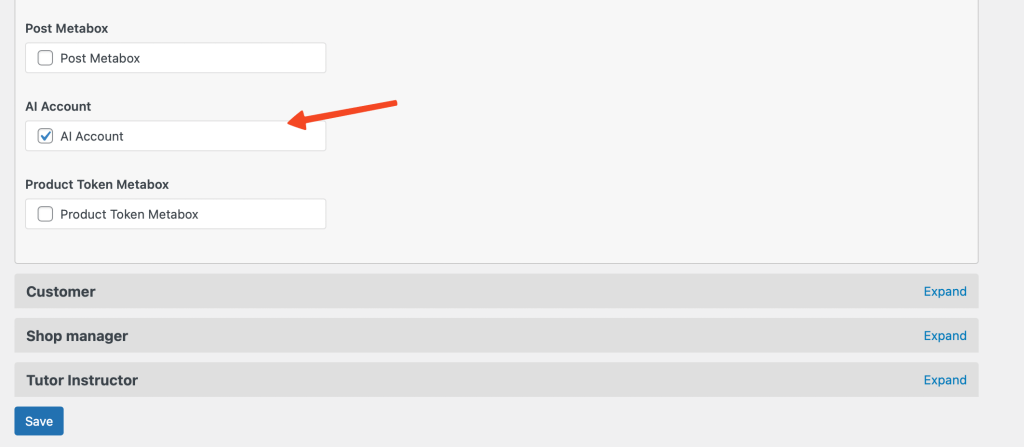 Post Metabox
Post Metabox
AI Account
AI Account
Product Token Metabox
Product Token Metabox
Customer Expand
Shop manager Expand
Tutor Instructor Expand
Save